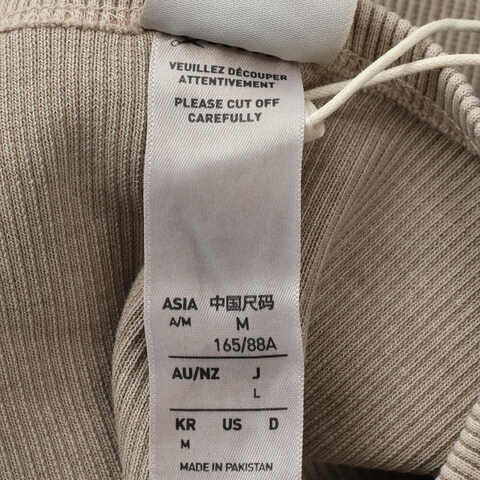 VEUILLEZ DÉCOUPER
ATTENTIVEMENT
PLEASE CUT OFF
CAREFULLY
ASIA 中国尺码
A/M M
165/88A
AU/NZ J
L
KR US D
M
MADE IN PAKISTAN